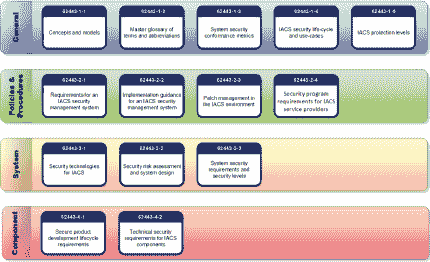 General
62443-1-1
Concepts and models
62443-1-2
Master glossary of
terms and abbreviations
62443-1-3
System security
conformance metrics
62443-1-4
IACS security life-cycle
and use-cases
62443-1-5
IACS protection levels
Policies &
Procedures
62443-2-1
Requirements for an
IACS security
management system
62443-2-2
Implementation guidance
for an IACS security
management system
62443-2-3
Patch management in
the IACS environment
62443-2-4
Security program
requirements for IACS
service providers
System
62443-3-1
Security technologies
for IACS
62443-3-2
Security risk assessment
and system design
62443-3-3
System security
requirements and
security levels
Component
62443-4-1
Secure product
development lifecycle
requirements
62443-4-2
Technical security
requirements for IACS
components